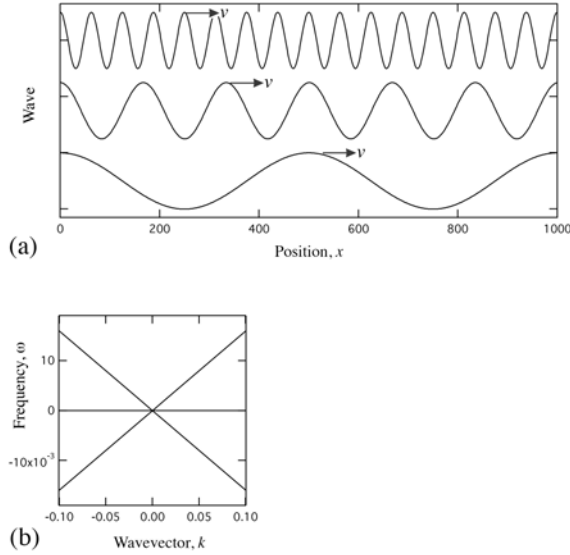 v
v
v
Wave
0
200
400
600
800
1000
(a)
Position, x
10
0
-10x10⁻³
Frequency, ω
-0.10
-0.05
0.00
0.05
0.10
(b)
Wavevector, k